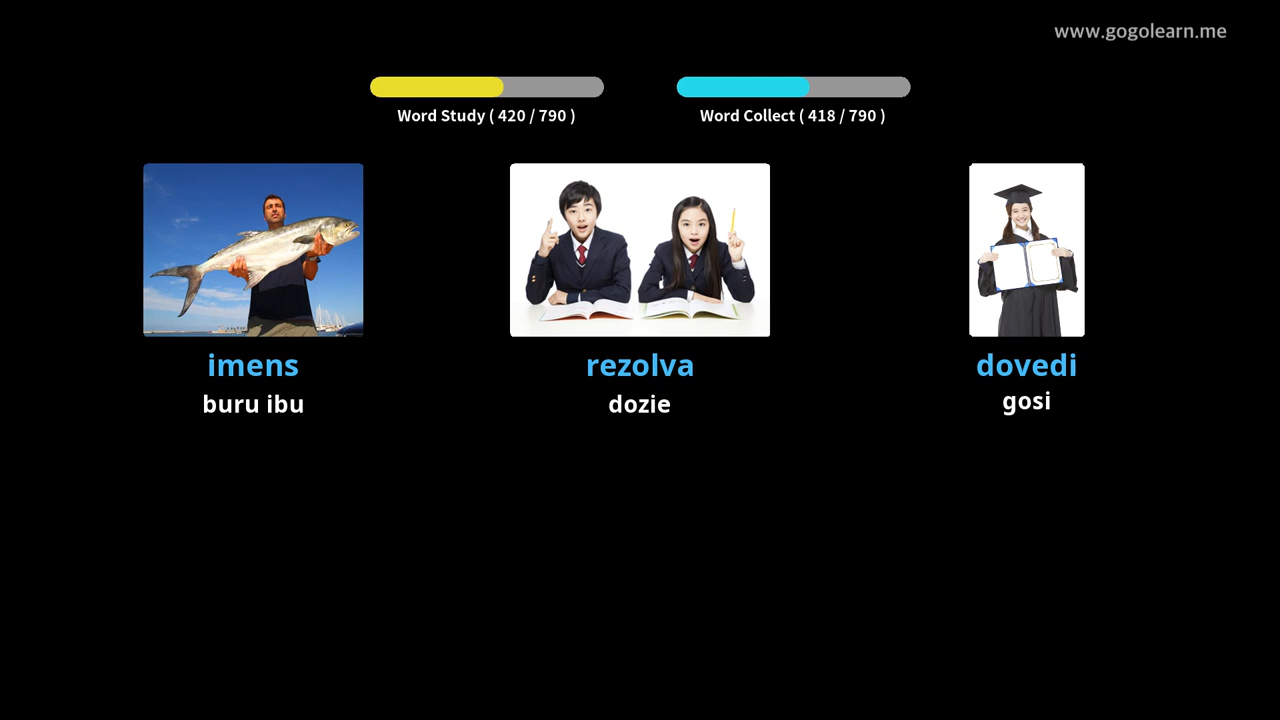 www.gogolearn.me
Word Study ( 420 / 790 )
Word Collect ( 418 / 790 )
imens
buru ibu
rezolva
dozie
dovedi
gosi